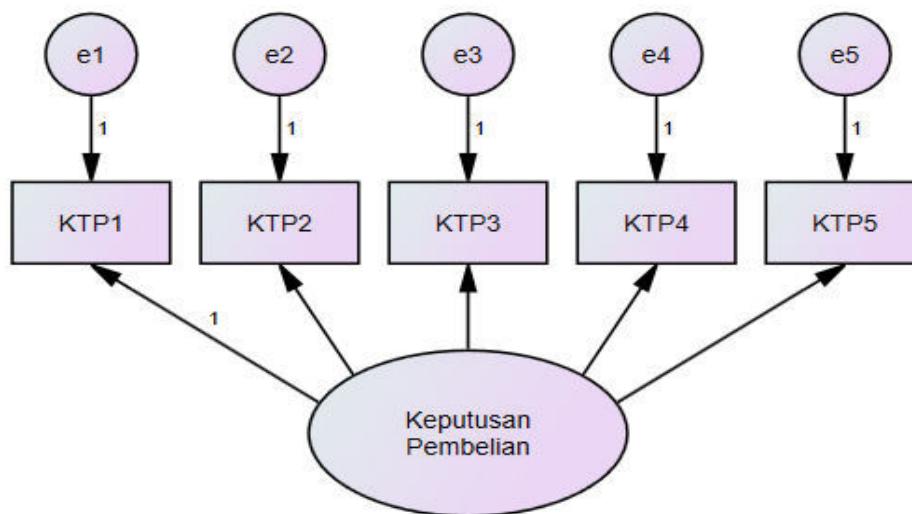 e1 e2 e3 e4 e5
1 1 1 1 1
KTP1 KTP2 KTP3 KTP4 KTP5
1
Keputusan
Pembelian